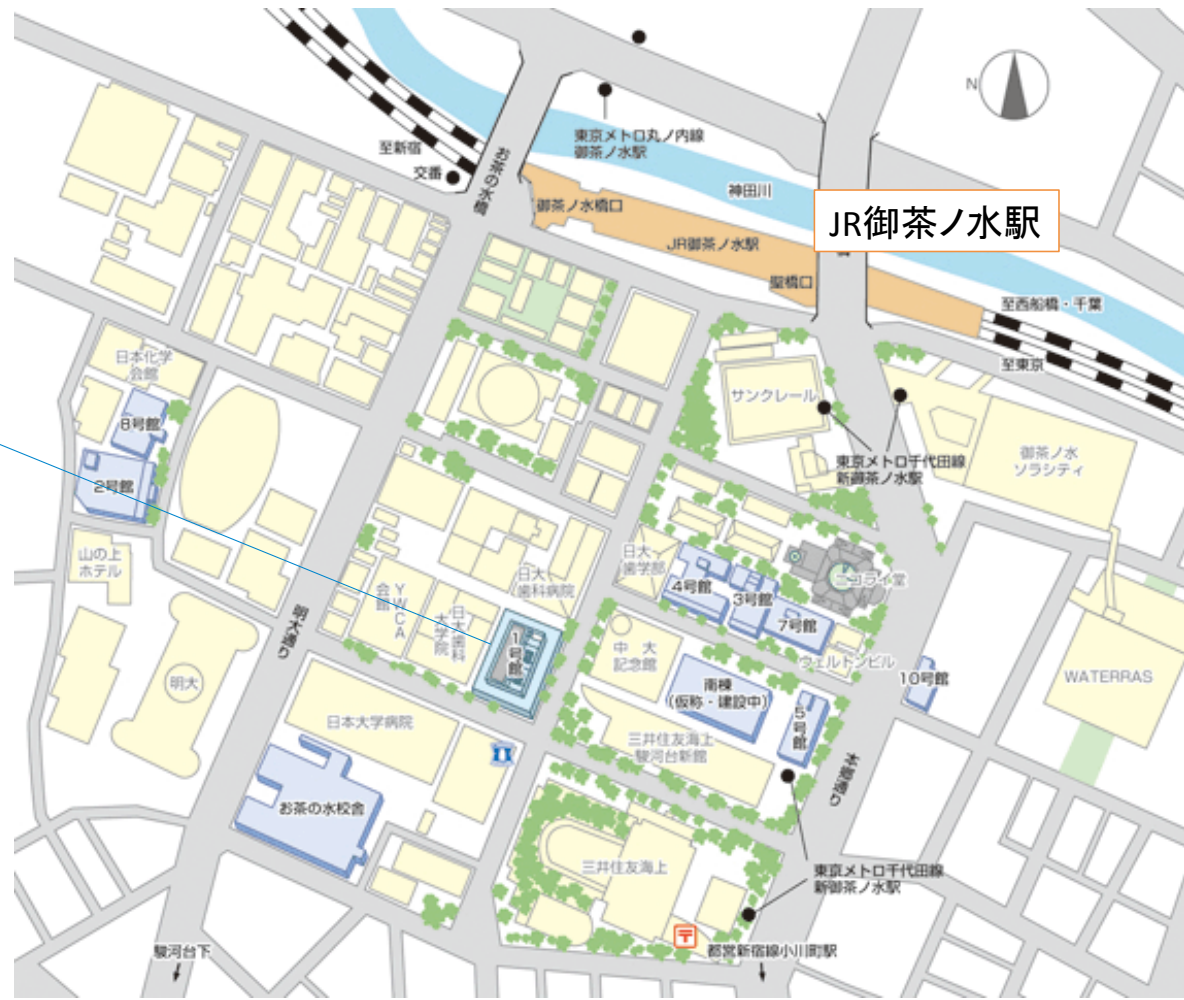 N
東京メトロ丸ノ内線
御茶ノ水駅
至新宿
交番
お茶の水橋
神田川
御茶ノ水橋口
JR御茶ノ水駅
JR御茶ノ水駅
橋
聖橋口
至西船橋・千葉
至東京
日本化学
会館
8号館
2号館
サンクレール
東京メトロ千代田線
新御茶ノ水駅
御茶ノ水
ソラシティ
山の上
ホテル
日大
歯科病院
日大
歯学部
4号館
3号館
7号館
ニコライ堂
YWCA
会館
日大歯科
大学院
1号館
中大
記念館
ウェルトンビル
10号館
WATERRAS
明大通り
明大
南棟
(仮称・建設中)
5号館
日本大学病院
三井住友海上
駿河台新館
本郷通り
お茶の水校舎
三井住友海上
東京メトロ千代田線
新御茶ノ水駅
駿河台下
都営新宿線小川町駅